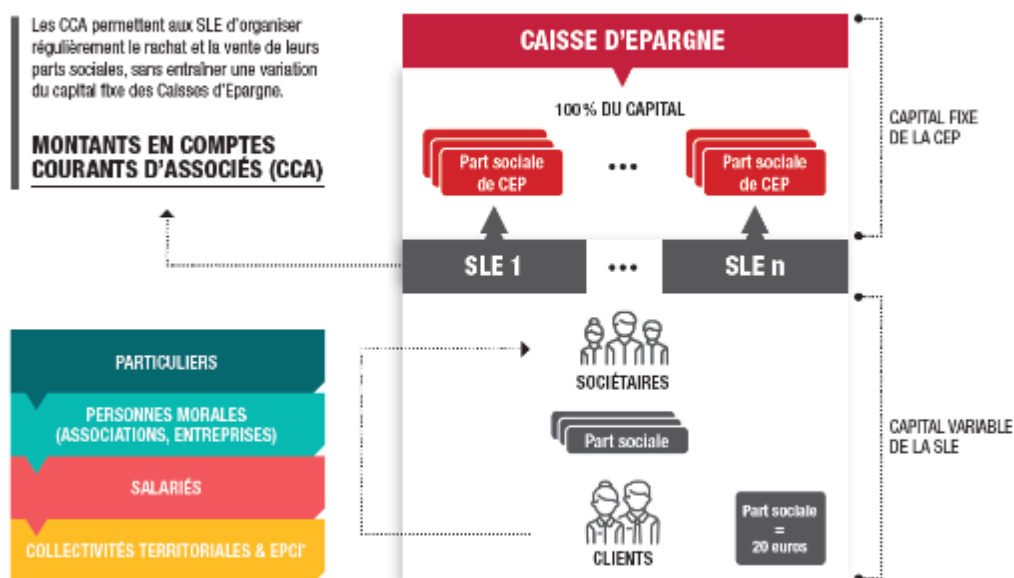 Les CCA permettent aux SLE d'organiser
régulièrement le rachat et la vente de leurs
parts sociales, sans entraîner une variation
du capital fixe des Caisses d'Epargne.
MONTANTS EN COMPTES
COURANTS D'ASSOCIÉS (CCA)
CAISSE D'EPARGNE
100% DU CAPITAL
Part sociale
de CEP
•••
Part sociale
de CEP
CAPITAL FIXE
DE LA CEP
SLE 1
•••
SLE n
PARTICULIERS
PERSONNES MORALES
(ASSOCIATIONS, ENTREPRISES)
SALARIÉS
COLLECTIVITÉS TERRITORIALES & EPCI*
SOCIÉTAIRES
Part sociale
CLIENTS
Part sociale
=
20 euros
CAPITAL VARIABLE
DE LA SLE